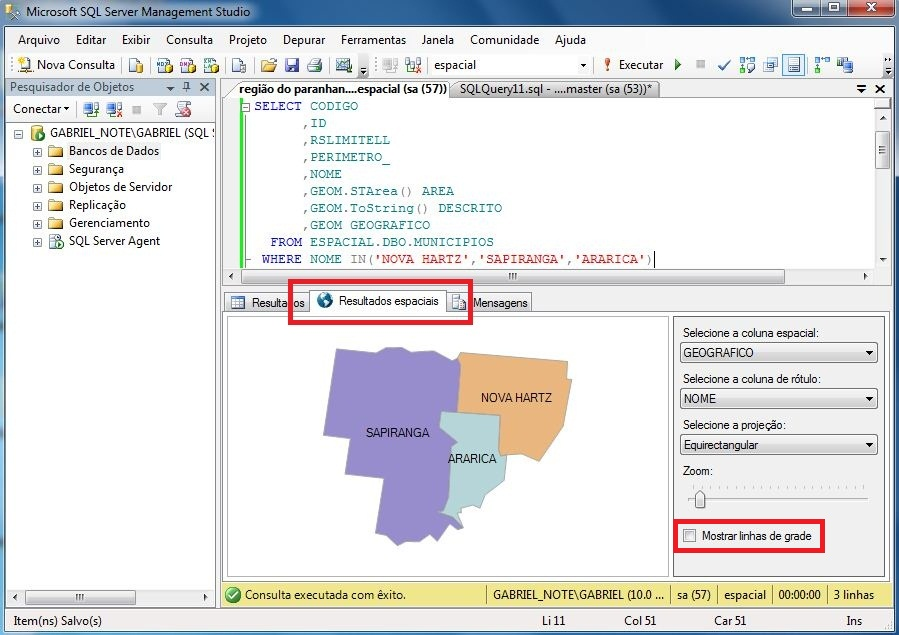 Microsoft SQL Server Management Studio
Arquivo Editar Exibir Consulta Projeto Depurar Ferramentas Janela Comunidade Ajuda
Nova Consulta espacial Executar
Pesquisador de Objetos
Conectar
GABRIEL_NOTE\GABRIEL (SQL S
Bancos de Dados
Segurança
Objetos de Servidor
Replicação
Gerenciamento
SQL Server Agent
região do paranhan....espacial (sa (57)) SQLQuery11.sql - ....master (sa (53))*
SELECT CODIGO
,ID
,RSLIMITELL
,PERIMETRO_
,NOME
,GEOM.STArea() AREA
,GEOM.ToString() DESCRITO
,GEOM GEOGRAFICO
FROM ESPACIAL.DBO.MUNICIPIOS
WHERE NOME IN('NOVA HARTZ','SAPIRANGA','ARARICA')
Resultados Resultados espaciais Mensagens
NOVA HARTZ
SAPIRANGA
ARARICA
Selecione a coluna espacial:
GEOGRAFICO
Selecione a coluna de rótulo:
NOME
Selecione a projeção:
Equirectangular
Zoom:
Mostrar linhas de grade
Consulta executada com êxito. GABRIEL_NOTE\GABRIEL (10.0 ... sa (57) espacial 00:00:00 3 linhas
Item(ns) Salvo(s) Li 11 Col 51 Car 51 Ins